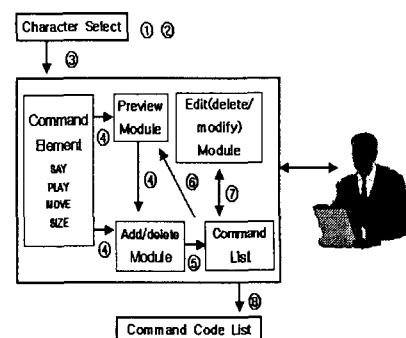 Character Select ① ②
③
Command
Element
SAY
PLAY
MOVE
SIZE
④
Preview
Module
Edit(delete/
modify)
Module
④
⑥
⑦
④
Add/delete
Module
⑤
Command
List
⑧
Command Code List